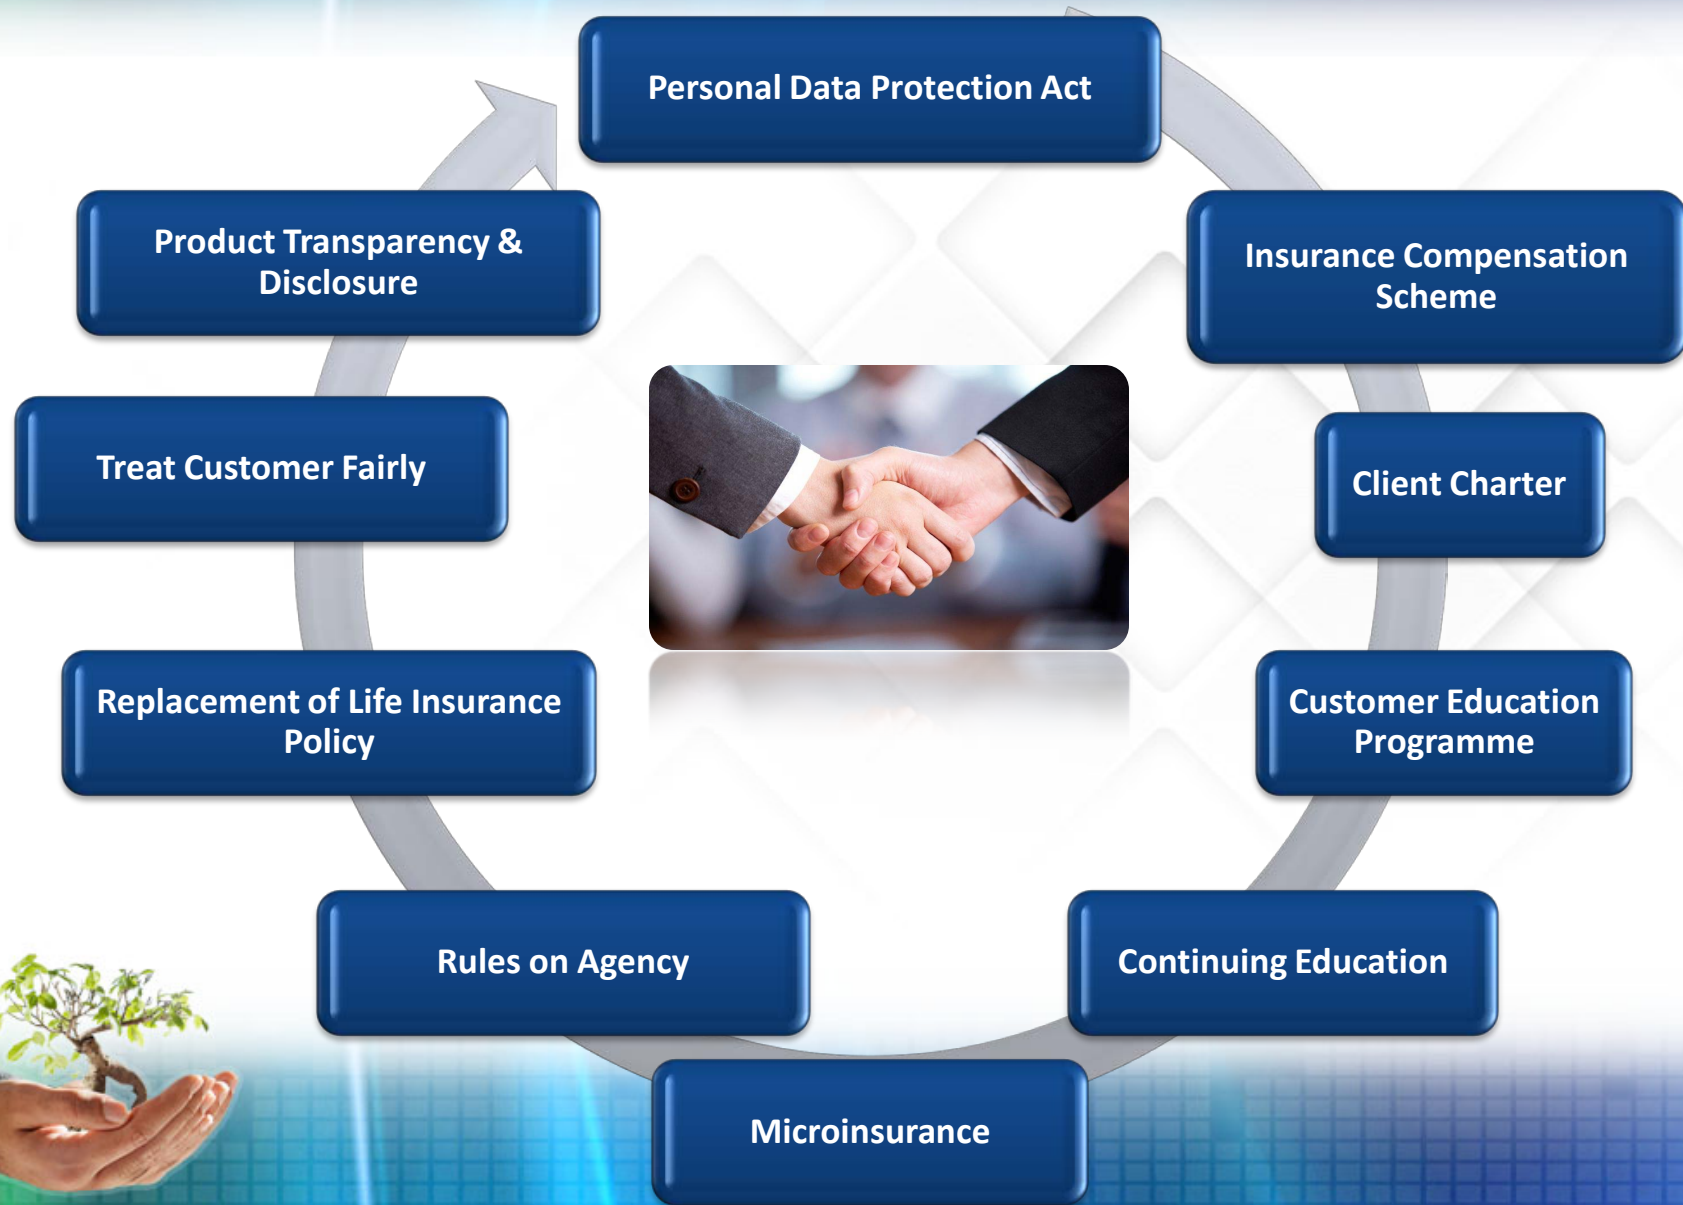 Personal Data Protection Act
Insurance Compensation
Scheme
Client Charter
Customer Education
Programme
Continuing Education
Microinsurance
Rules on Agency
Replacement of Life Insurance
Policy
Treat Customer Fairly
Product Transparency &
Disclosure